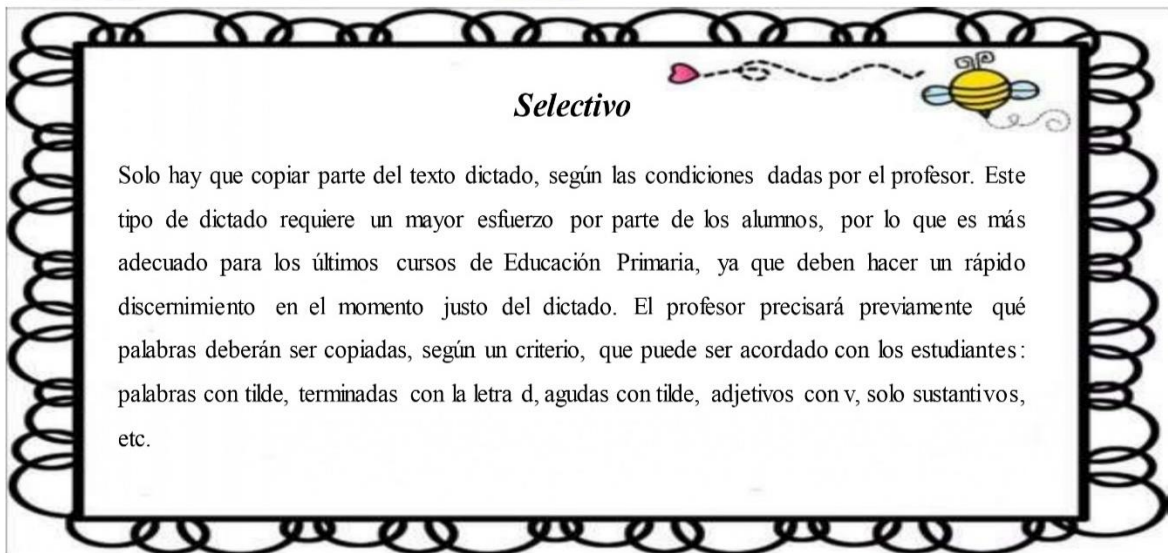 Selectivo
Solo hay que copiar parte del texto dictado, según las condiciones dadas por el profesor. Este
tipo de dictado requiere un mayor esfuerzo por parte de los alumnos, por lo que es más
adecuado para los últimos cursos de Educación Primaria, ya que deben hacer un rápido
discernimiento en el momento justo del dictado. El profesor precisará previamente qué
palabras deberán ser copiadas, según un criterio, que puede ser acordado con los estudiantes:
palabras con tilde, terminadas con la letra d, agudas con tilde, adjetivos con v, solo sustantivos,
etc.